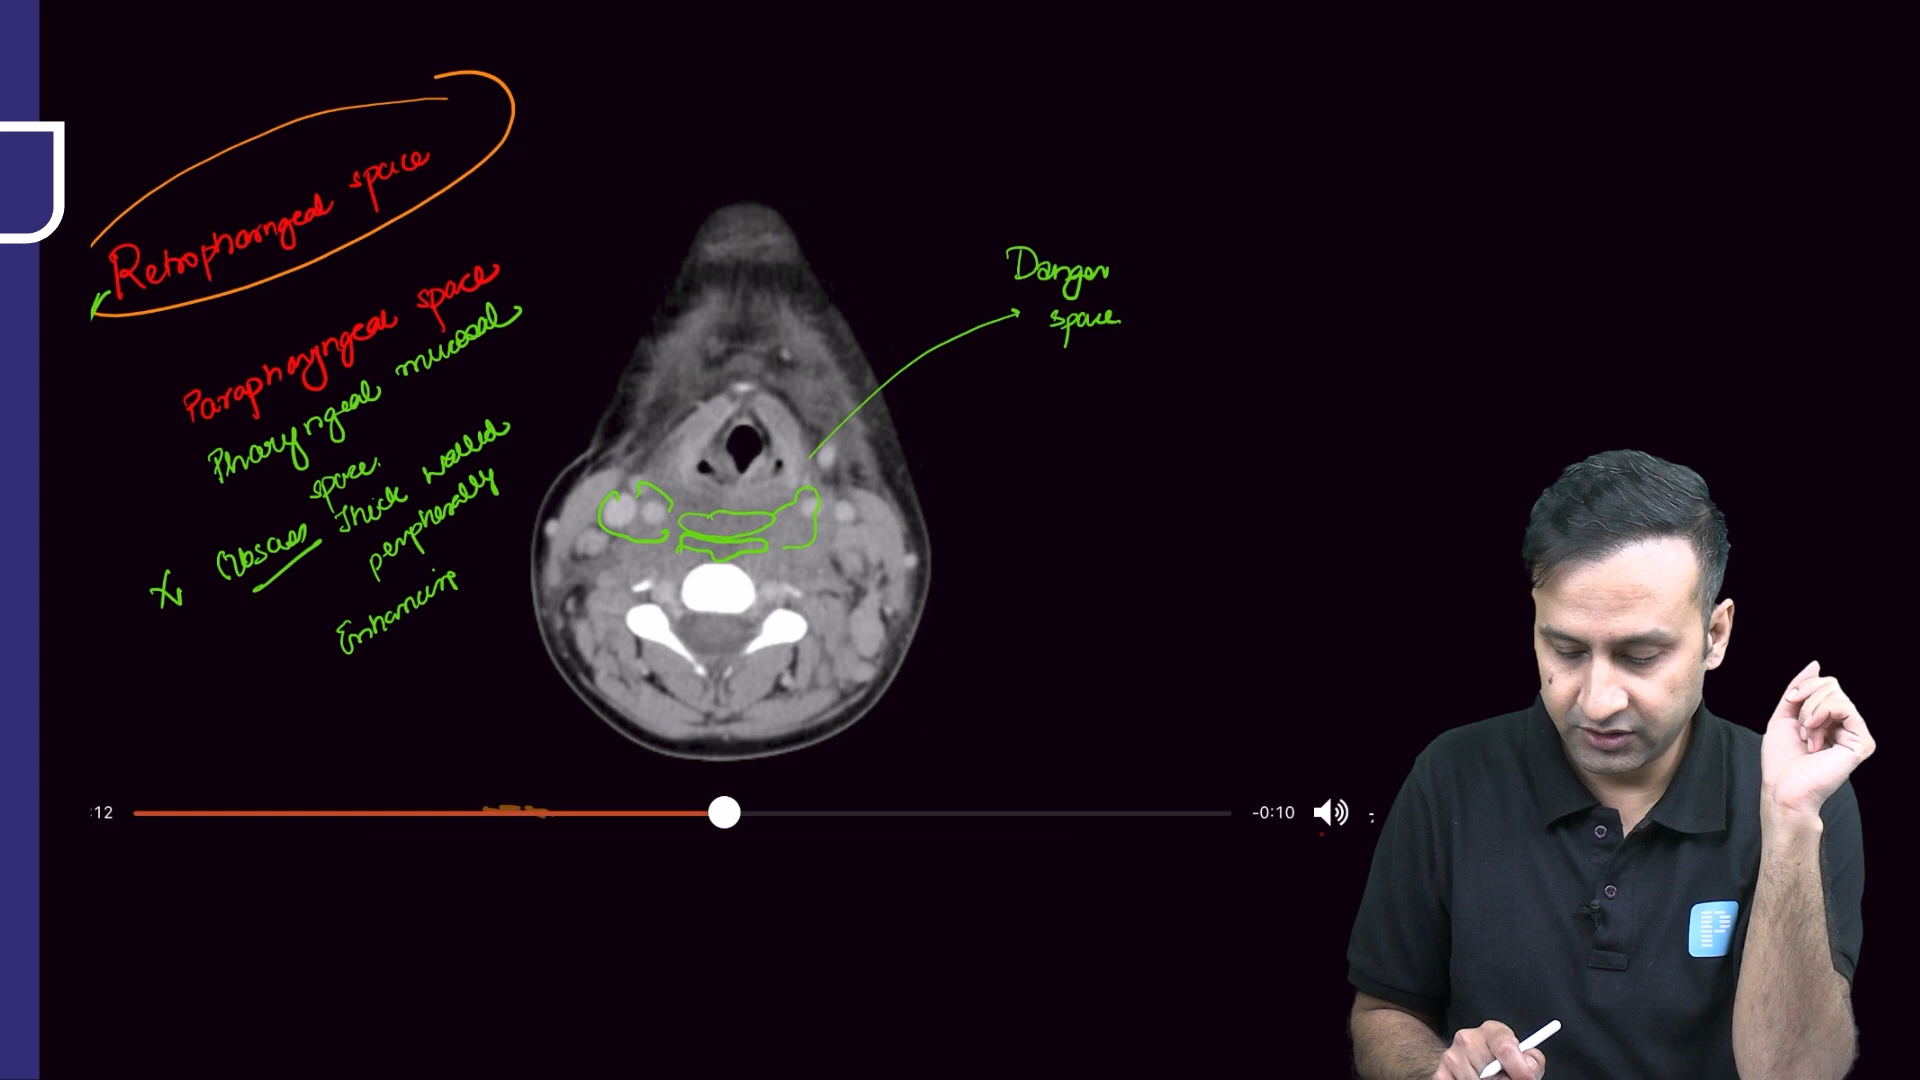 Retropharyngeal space
Parapharyngeal space
Pharyngeal mucosal
space.
X Abscess Thick walled
peripherally
Enhancing
Danger
space
:12
-0:10